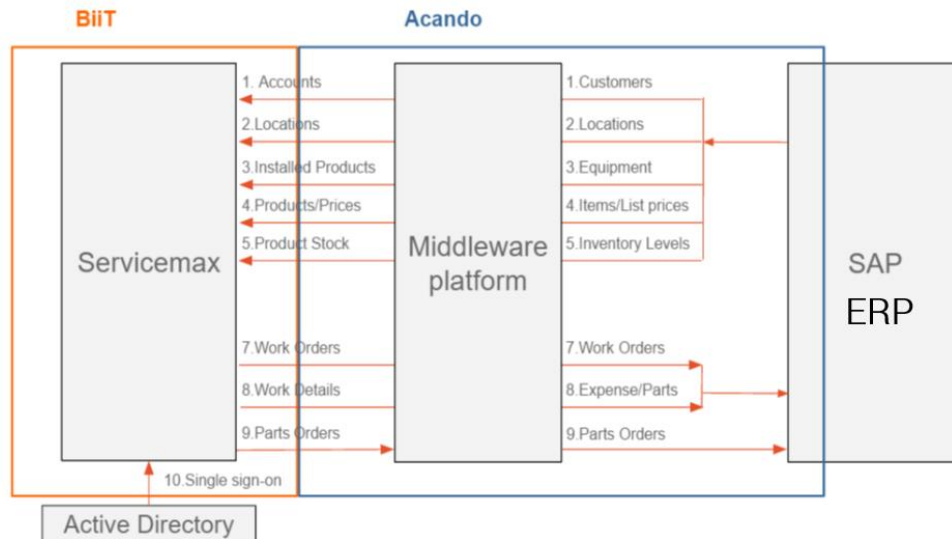 BiiT
Acando
1. Accounts
2.Locations
3.Installed Products
4.Products/Prices
5.Product Stock
Servicemax
7.Work Orders
8.Work Details
9.Parts Orders
10.Single sign-on
Active Directory
Middleware
platform
1.Customers
2.Locations
3.Equipment
4.Items/List prices
5.Inventory Levels
7.Work Orders
8.Expense/Parts
9.Parts Orders
SAP
ERP